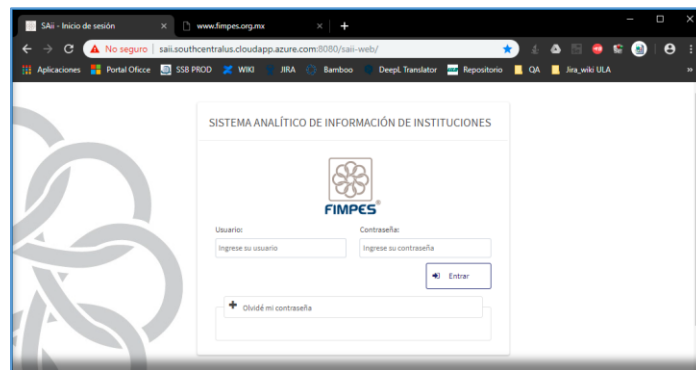 SAii - Inicio de sesión
www.fimpes.org.mx
No seguro | saii.southcentralus.cloudapp.azure.com:8080/saii-web/
Aplicaciones Portal Oficce SSB PROD WIKI JIRA Bamboo DeepL Translator Repositorio QA Jira_wiki ULA
SISTEMA ANALÍTICO DE INFORMACIÓN DE INSTITUCIONES
FIMPES
Usuario: Contraseña:
Ingrese su usuario Ingrese su contraseña
Entrar
Olvidé mi contraseña